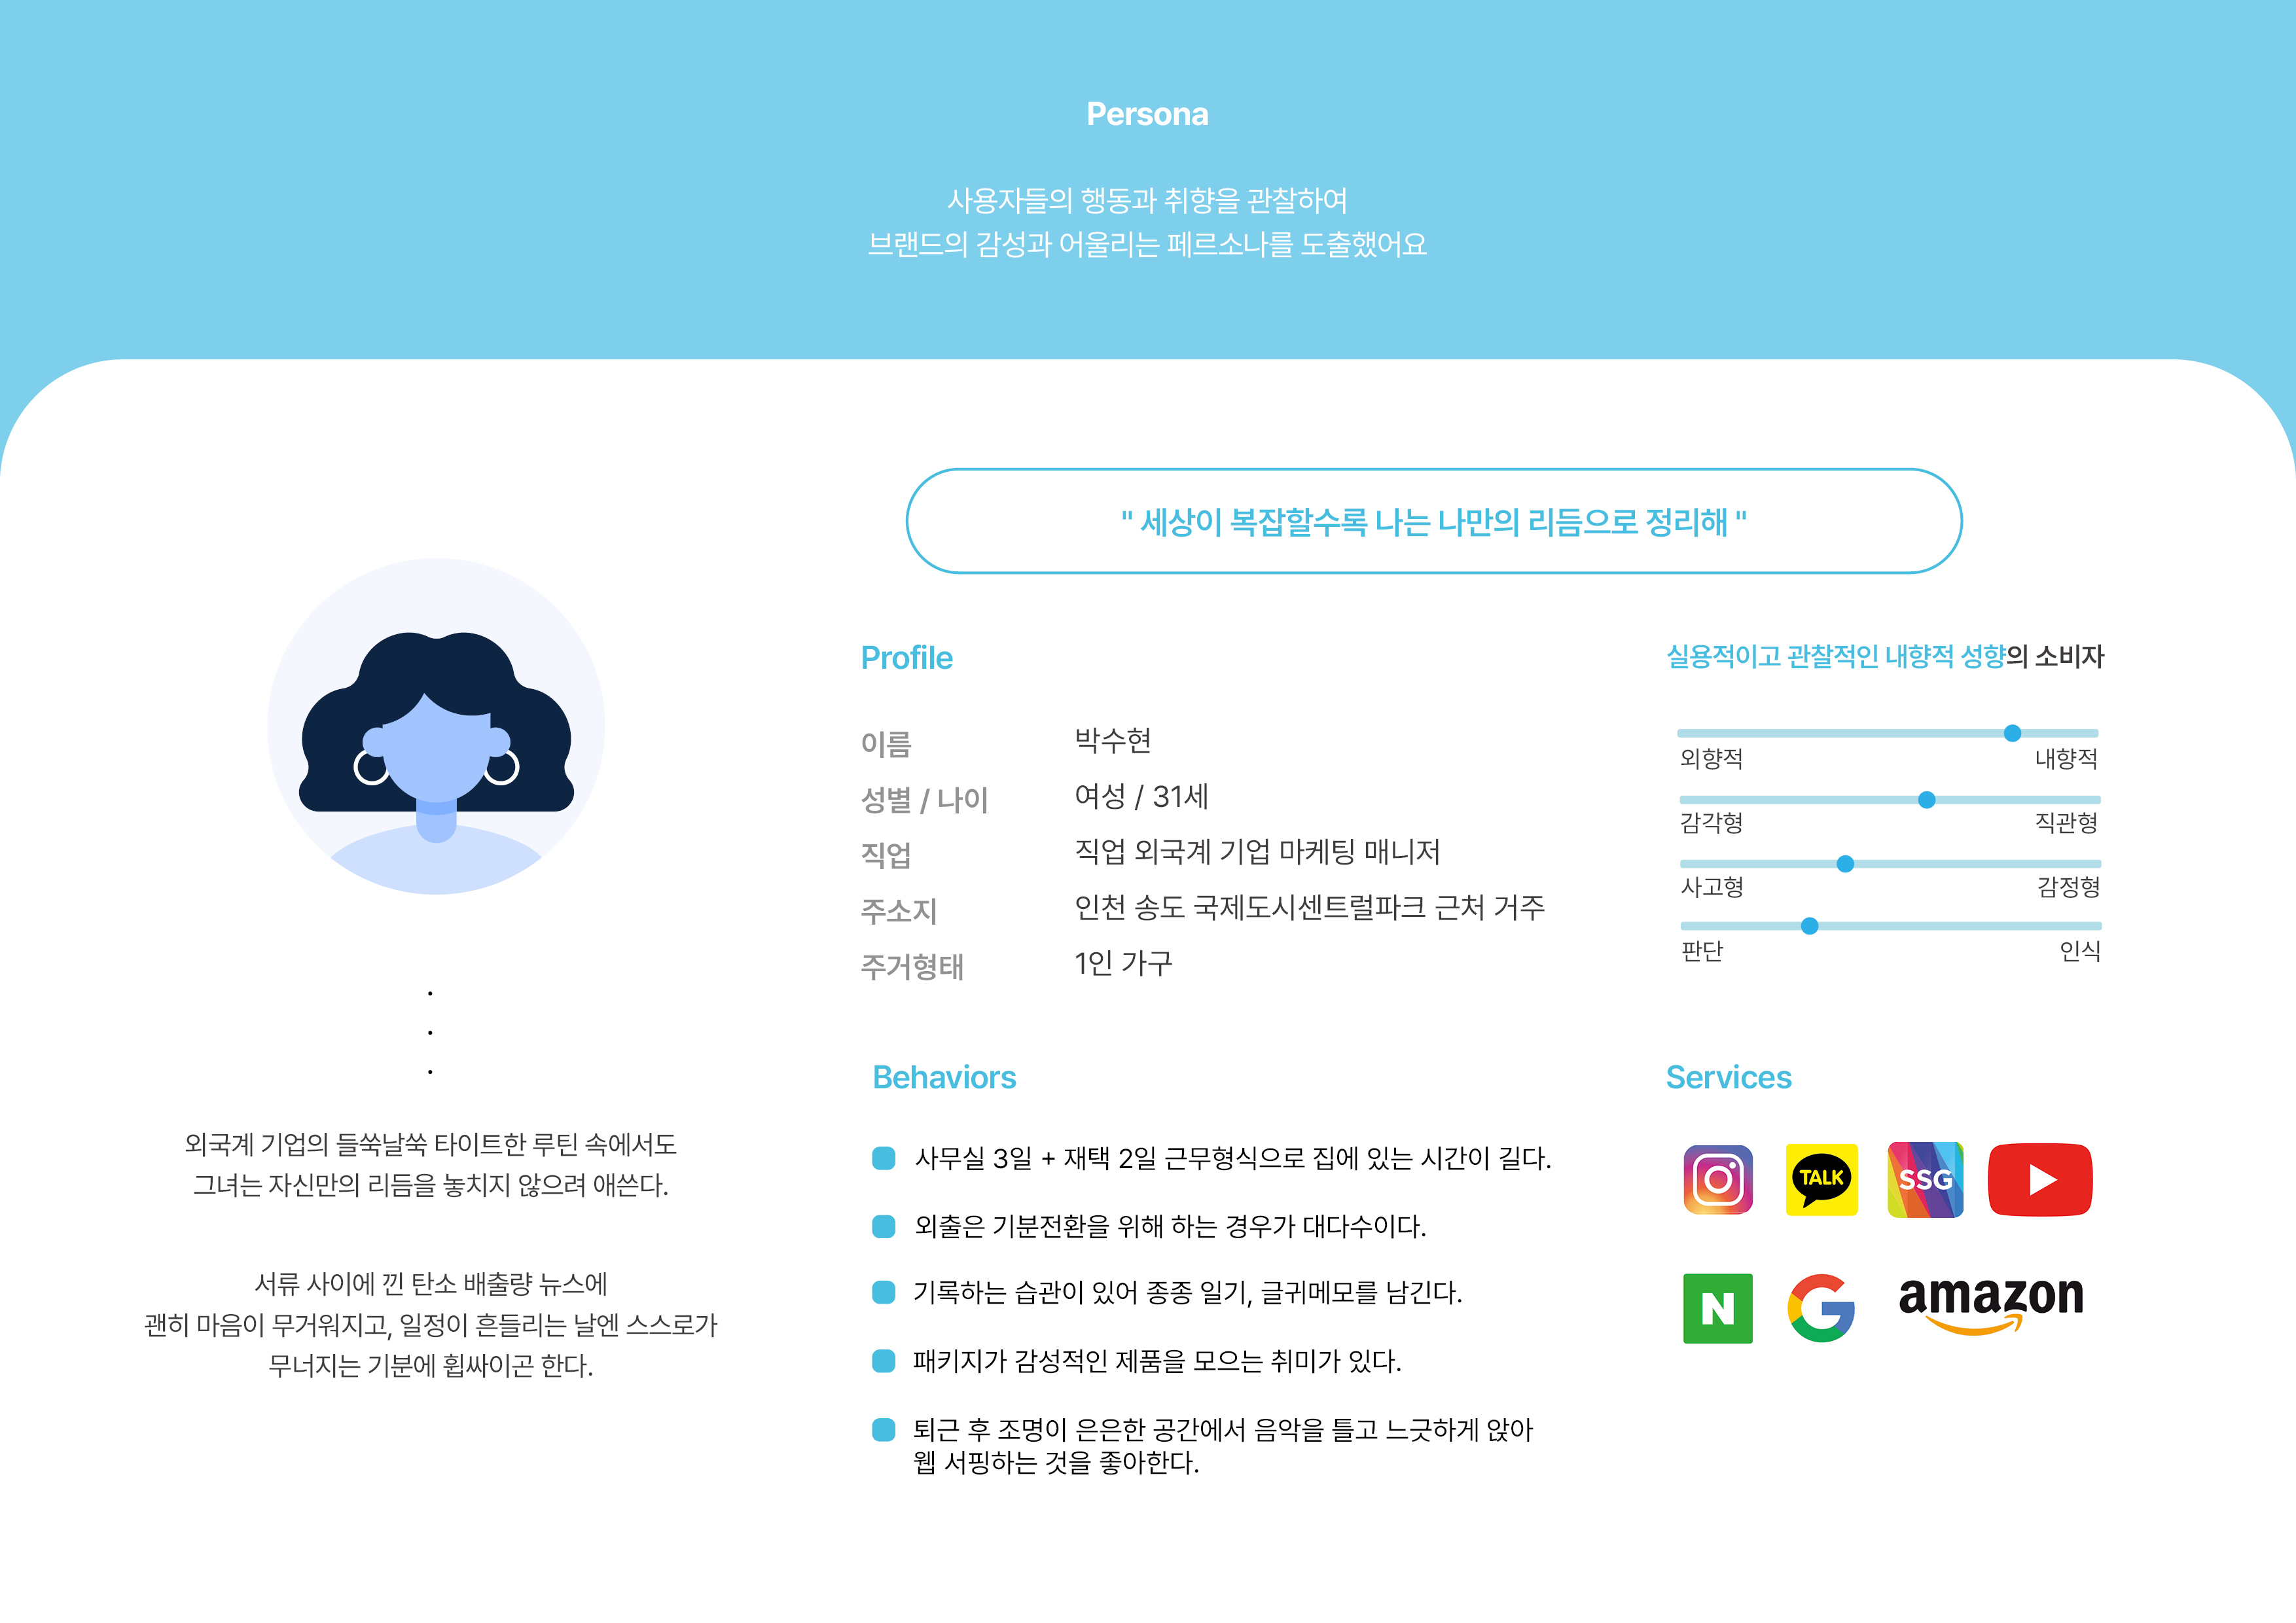 Persona
사용자들의 행동과 취향을 관찰하여
브랜드의 감성과 어울리는 페르소나를 도출했어요
" 세상이 복잡할수록 나는 나만의 리듬으로 정리해 "
외국계 기업의 들쑥날쑥 타이트한 루틴 속에서도
그녀는 자신만의 리듬을 놓치지 않으려 애쓴다.
서류 사이에 낀 탄소 배출량 뉴스에
괜히 마음이 무거워지고, 일정이 흔들리는 날엔 스스로가
무너지는 기분에 휩싸이곤 한다.
Profile
이름 박수현
성별 / 나이 여성 / 31세
직업 직업 외국계 기업 마케팅 매니저
주소지 인천 송도 국제도시센트럴파크 근처 거주
주거형태 1인 가구
실용적이고 관찰적인 내향적 성향의 소비자
외향적 내향적
감각형 직관형
사고형 감정형
판단 인식
Behaviors
사무실 3일 + 재택 2일 근무형식으로 집에 있는 시간이 길다.
외출은 기분전환을 위해 하는 경우가 대다수이다.
기록하는 습관이 있어 종종 일기, 글귀메모를 남긴다.
패키지가 감성적인 제품을 모으는 취미가 있다.
퇴근 후 조명이 은은한 공간에서 음악을 틀고 느긋하게 앉아
웹 서핑하는 것을 좋아한다.
Services
TALK SSG
N G amazon